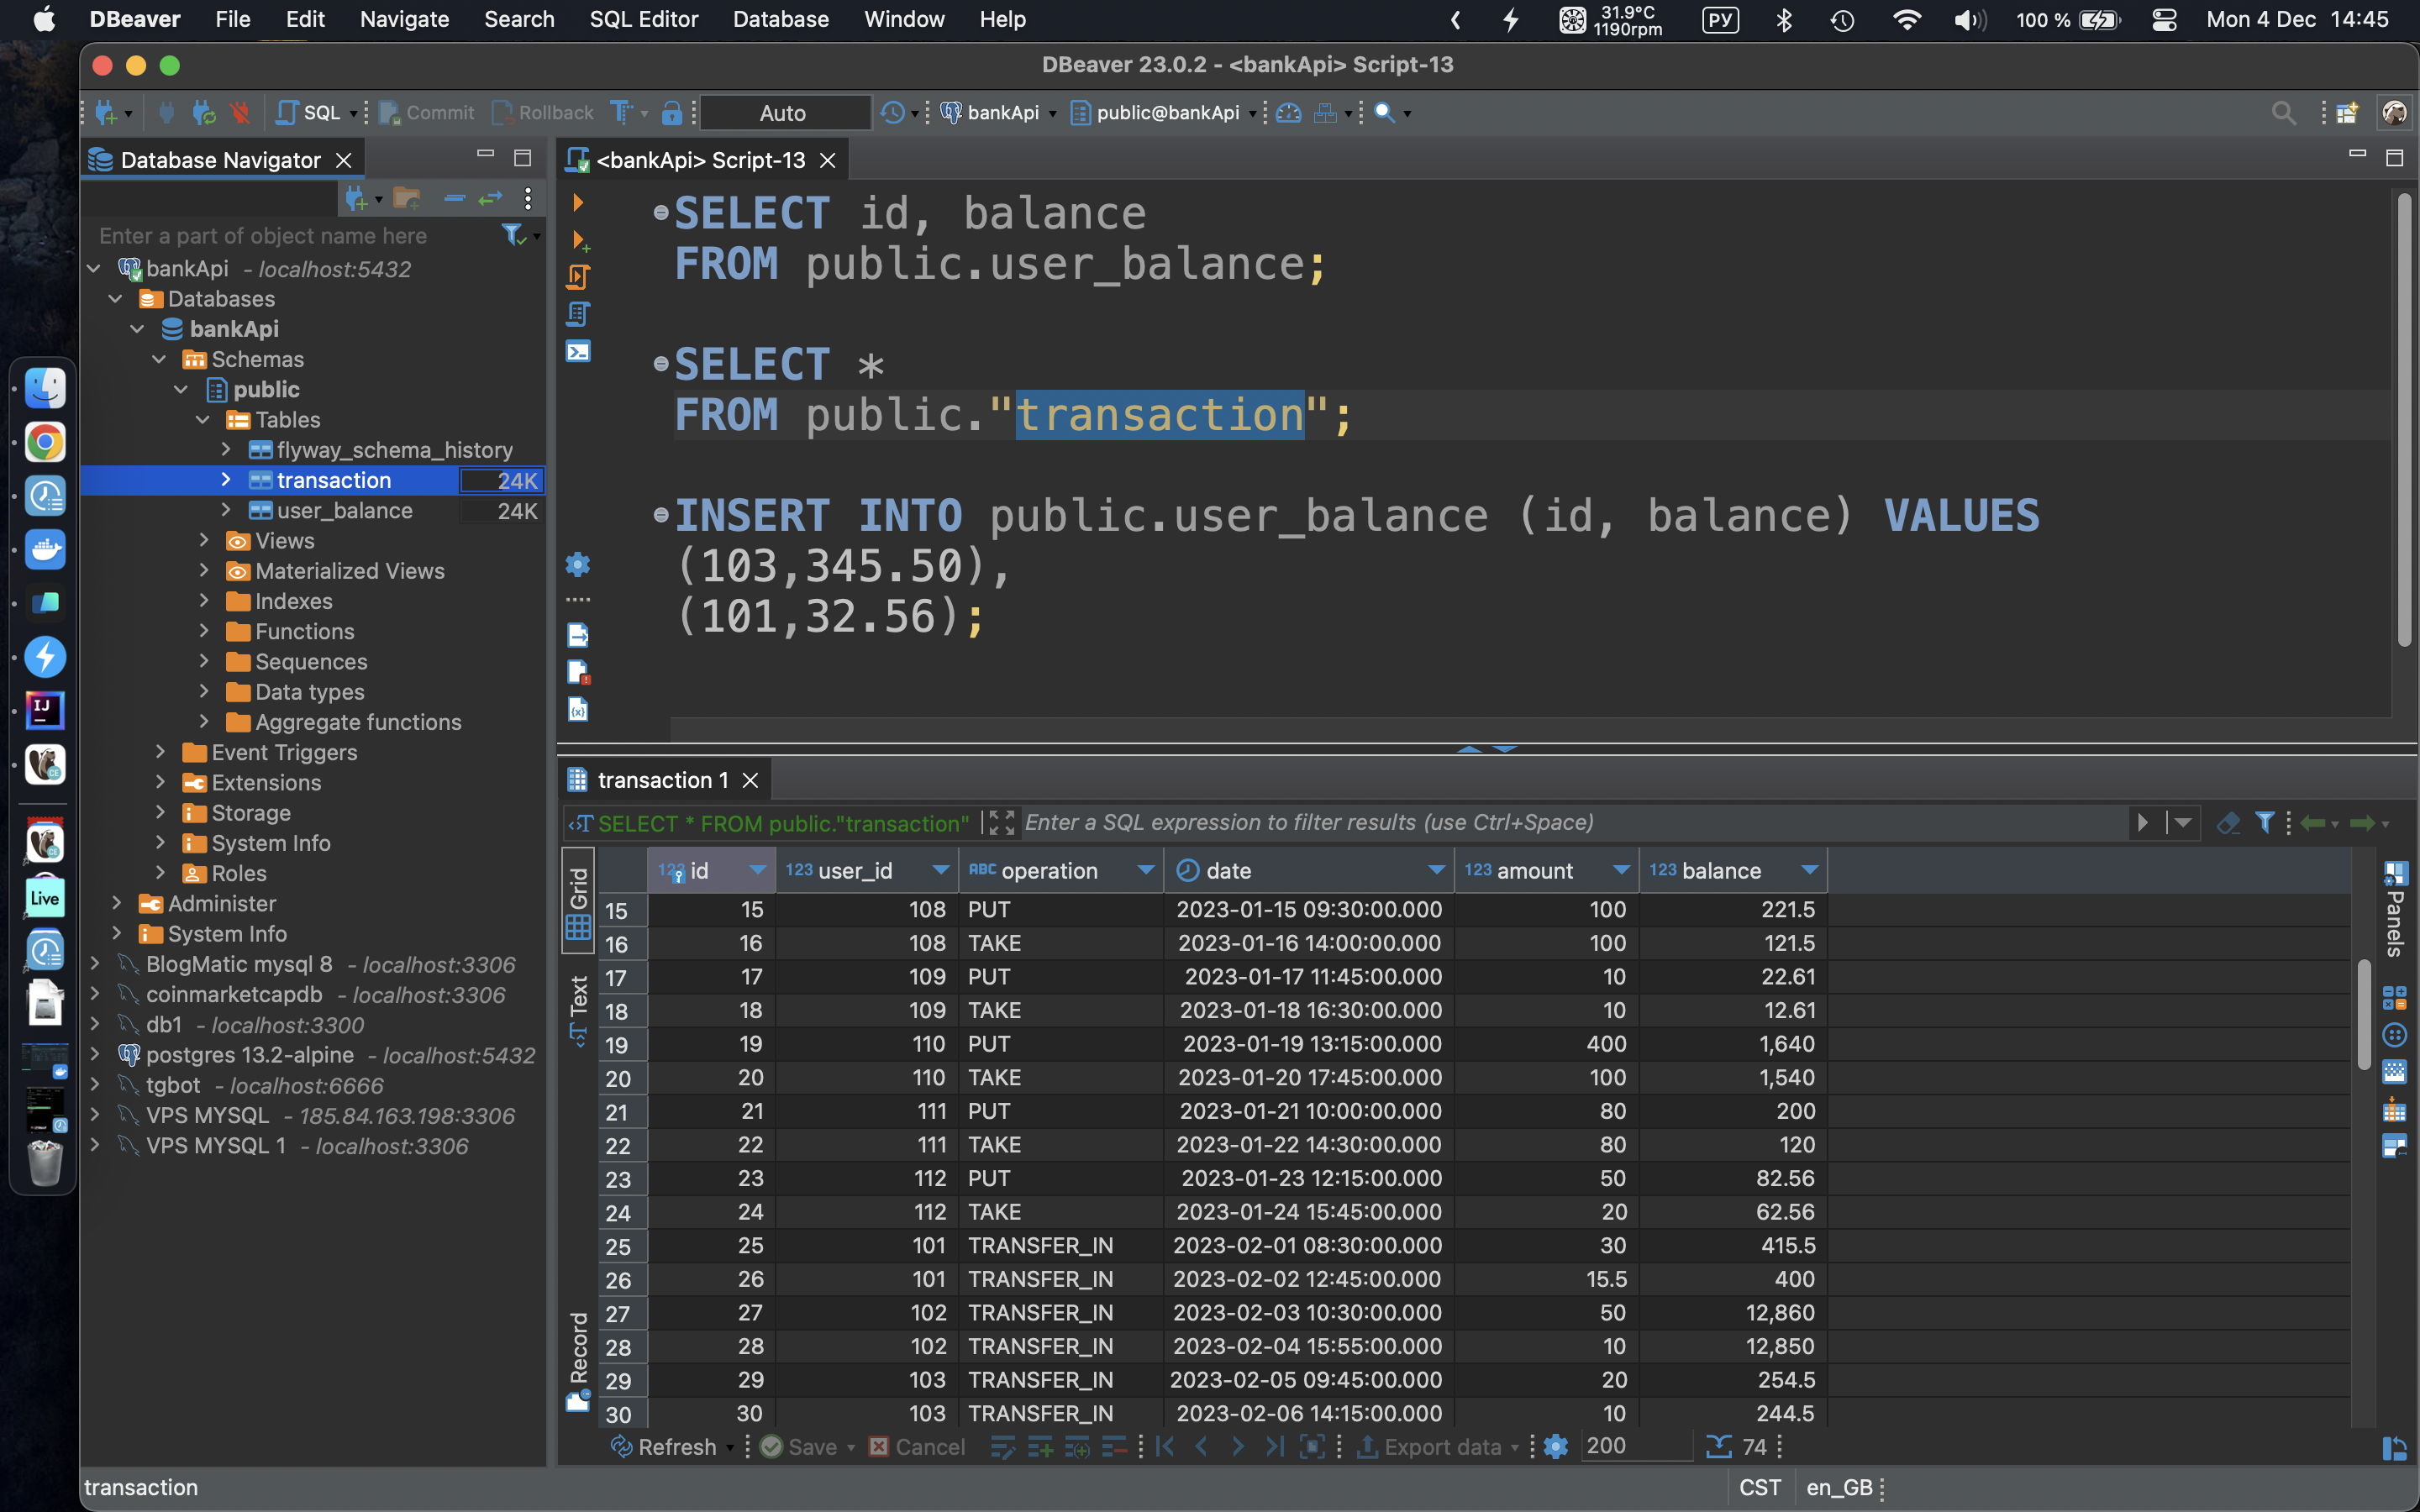 DBeaver File Edit Navigate Search SQL Editor Database Window Help 31.9°C 1190rpm РУ 100 % Mon 4 Dec 14:45
DBeaver 23.0.2 - <bankApi> Script-13
SQL Commit Rollback Auto bankApi public@bankApi
Database Navigator
Enter a part of object name here
bankApi - localhost:5432
Databases
bankApi
Schemas
public
Tables
flyway_schema_history
transaction 24K
user_balance 24K
Views
Materialized Views
Indexes
Functions
Sequences
Data types
Aggregate functions
Event Triggers
Extensions
Storage
System Info
Roles
Administer
System Info
BlogMatic mysql 8 - localhost:3306
coinmarketcapdb - localhost:3306
db1 - localhost:3300
postgres 13.2-alpine - localhost:5432
tgbot - localhost:6666
VPS MYSQL - 185.84.163.198:3306
VPS MYSQL 1 - localhost:3306
IJ
Live
<bankApi> Script-13
SELECT id, balance
FROM public.user_balance;
SELECT *
FROM public."transaction";
INSERT INTO public.user_balance (id, balance) VALUES
(103,345.50),
(101,32.56);
transaction 1
SELECT * FROM public."transaction" Enter a SQL expression to filter results (use Ctrl+Space)
Grid
Text
Record
Panels
123 id 123 user_id ABC operation date 123 amount 123 balance
15 15 108 PUT 2023-01-15 09:30:00.000 100 221.5
16 16 108 TAKE 2023-01-16 14:00:00.000 100 121.5
17 17 109 PUT 2023-01-17 11:45:00.000 10 22.61
18 18 109 TAKE 2023-01-18 16:30:00.000 10 12.61
19 19 110 PUT 2023-01-19 13:15:00.000 400 1,640
20 20 110 TAKE 2023-01-20 17:45:00.000 100 1,540
21 21 111 PUT 2023-01-21 10:00:00.000 80 200
22 22 111 TAKE 2023-01-22 14:30:00.000 80 120
23 23 112 PUT 2023-01-23 12:15:00.000 50 82.56
24 24 112 TAKE 2023-01-24 15:45:00.000 20 62.56
25 25 101 TRANSFER_IN 2023-02-01 08:30:00.000 30 415.5
26 26 101 TRANSFER_IN 2023-02-02 12:45:00.000 15.5 400
27 27 102 TRANSFER_IN 2023-02-03 10:30:00.000 50 12,860
28 28 102 TRANSFER_IN 2023-02-04 15:55:00.000 10 12,850
29 29 103 TRANSFER_IN 2023-02-05 09:45:00.000 20 254.5
30 30 103 TRANSFER_IN 2023-02-06 14:15:00.000 10 244.5
Refresh Save Cancel Export data 200 74
transaction CST en_GB